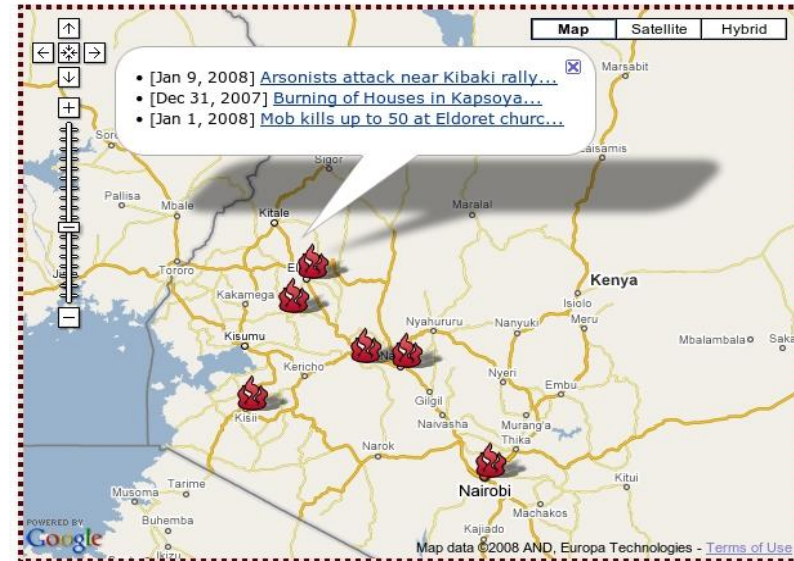 Map Satellite Hybrid
Marsabit
• [Jan 9, 2008] Arsonists attack near Kibaki rally...
• [Dec 31, 2007] Burning of Houses in Kapsoya...
• [Jan 1, 2008] Mob kills up to 50 at Eldoret churc...
Sigor
Pallisa
Mbale
Kitale
Maralal
Tororo
Kenya
Kakamega
Isiolo
Nyahururu
Nanyuki
Meru
Kisumu
Mbalambala
Kericho
Nyeri
Embu
Gilgil
Kisii
Naivasha
Murang'a
Thika
Narok
Kitui
Nairobi
Tarime
Musoma
Machakos
Buhemba
Kajiado
POWERED BY
Google
Map data ©2008 AND, Europa Technologies - Terms of Use
Ikizu